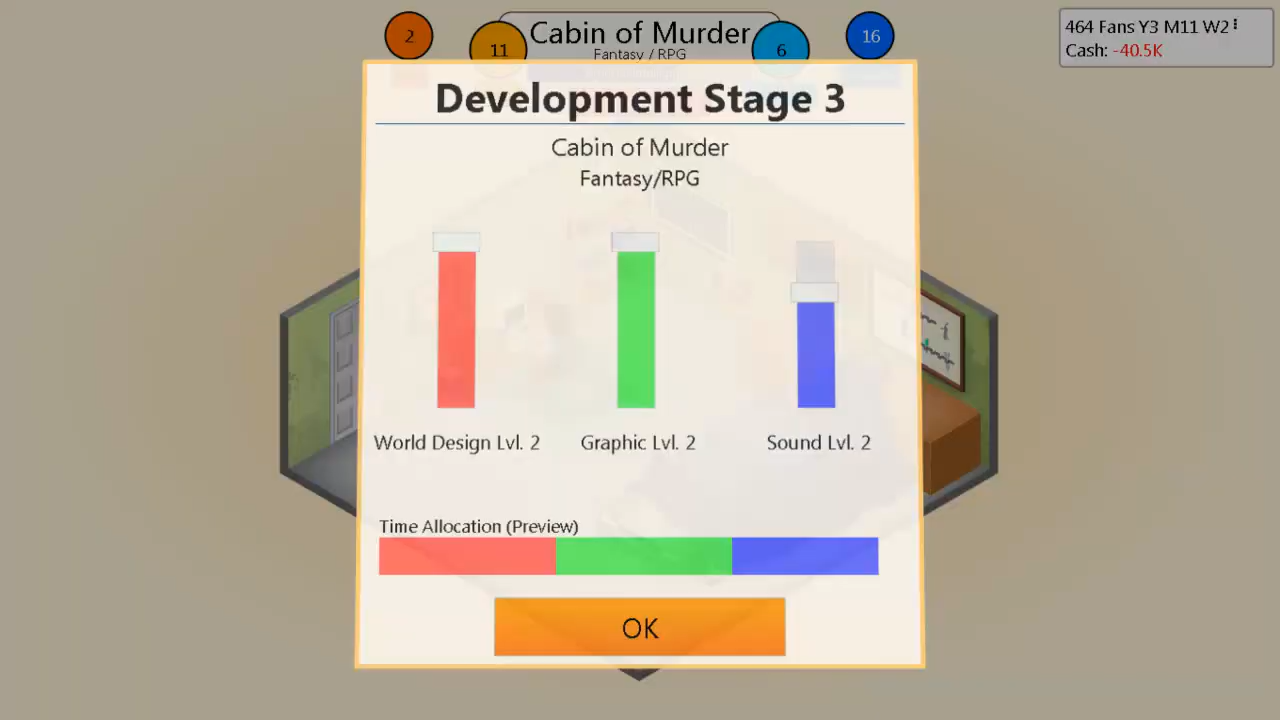 2
11
Cabin of Murder
Fantasy / RPG
6
16
464 Fans Y3 M11 W2
Cash: -40.5K
Development Stage 3
Cabin of Murder
Fantasy/RPG
World Design Lvl. 2
Graphic Lvl. 2
Sound Lvl. 2
Time Allocation (Preview)
OK